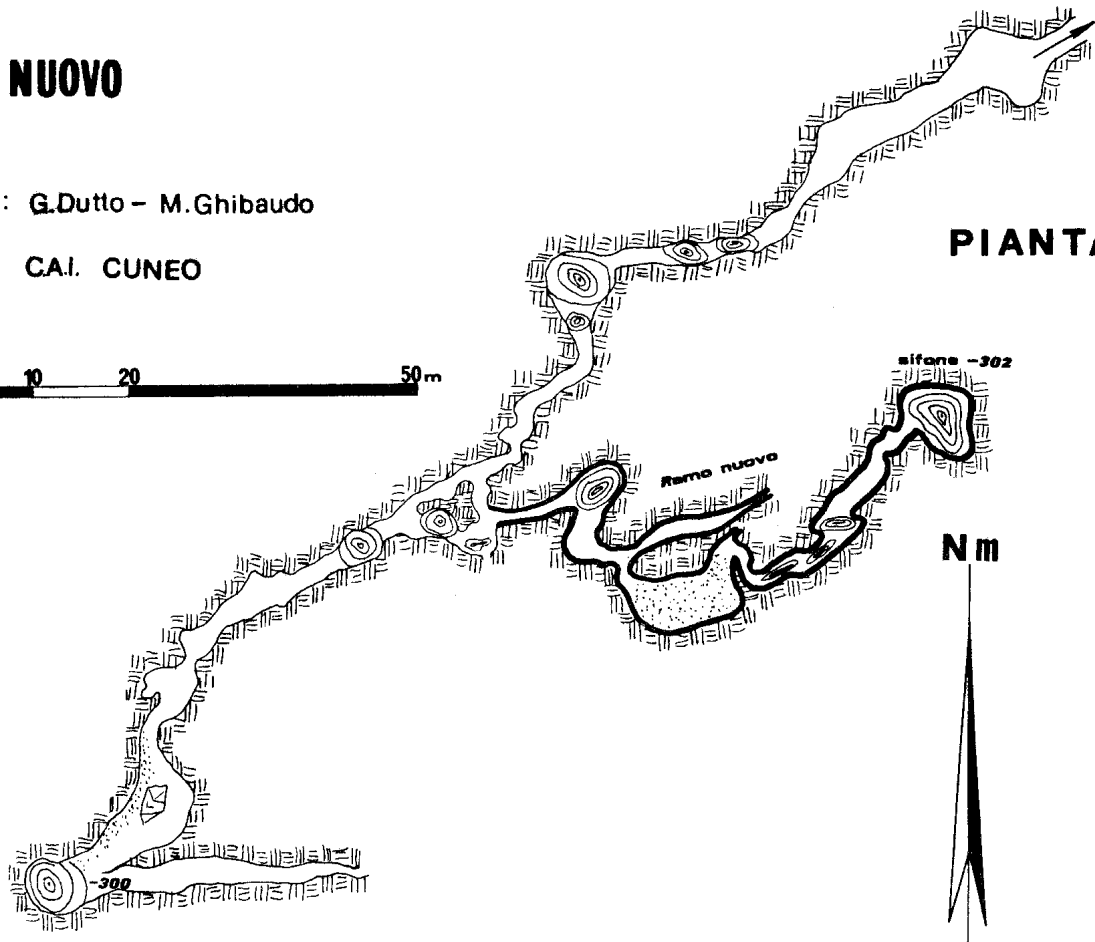 NUOVO
: G.Dutto - M.Ghibaudo
C.A.I. CUNEO
PIANTA
10 20 50m
sifone -302
Ramo nuovo
Nm
-300